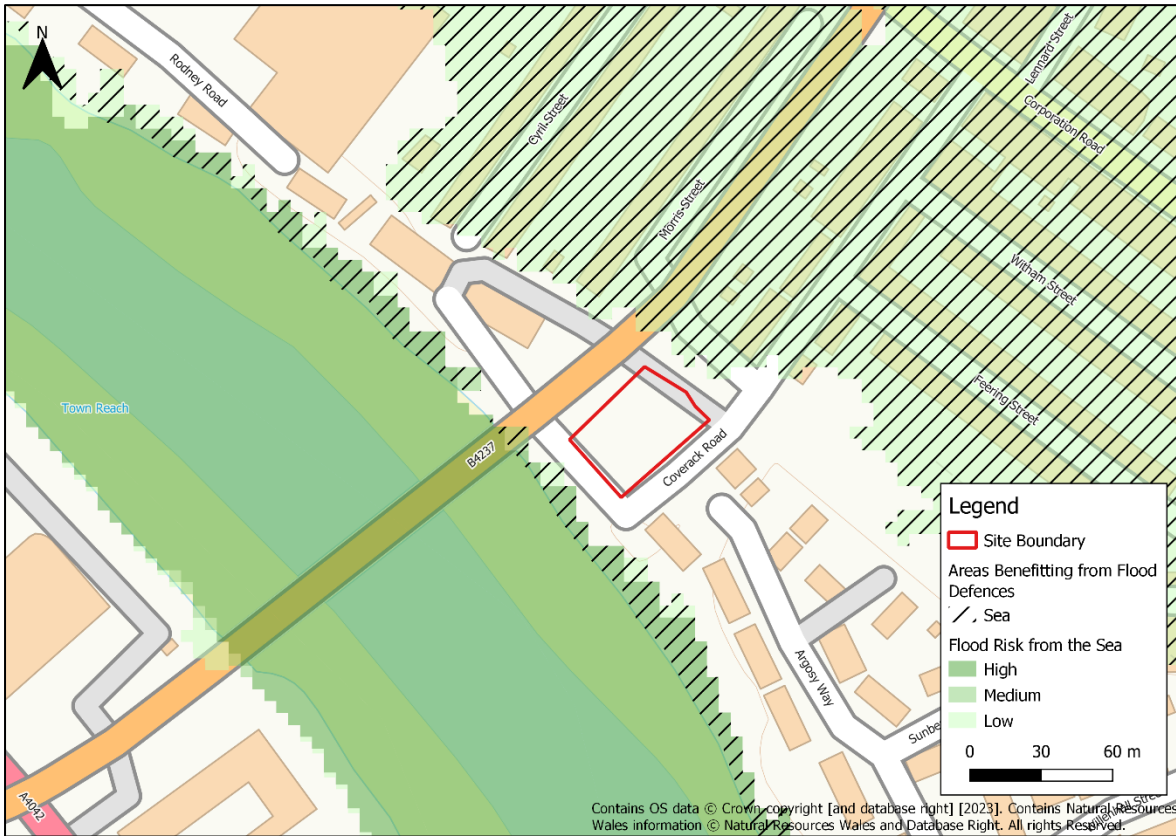 N
Rodney Road
Cyril Street
Morris Street
Lennard Street
Corporation Road
Witham Street
Feering Street
Town Reach
B4237
Coverack Road
Argosy Way
A4042
Legend
Site Boundary
Areas Benefitting from Flood
Defences
Sea
Flood Risk from the Sea
High
Medium
Low
0 30 60 m
Contains OS data © Crown copyright [and database right] [2023]. Contains Natural Resources
Wales information © Natural Resources Wales and Database Right. All rights Reserved.